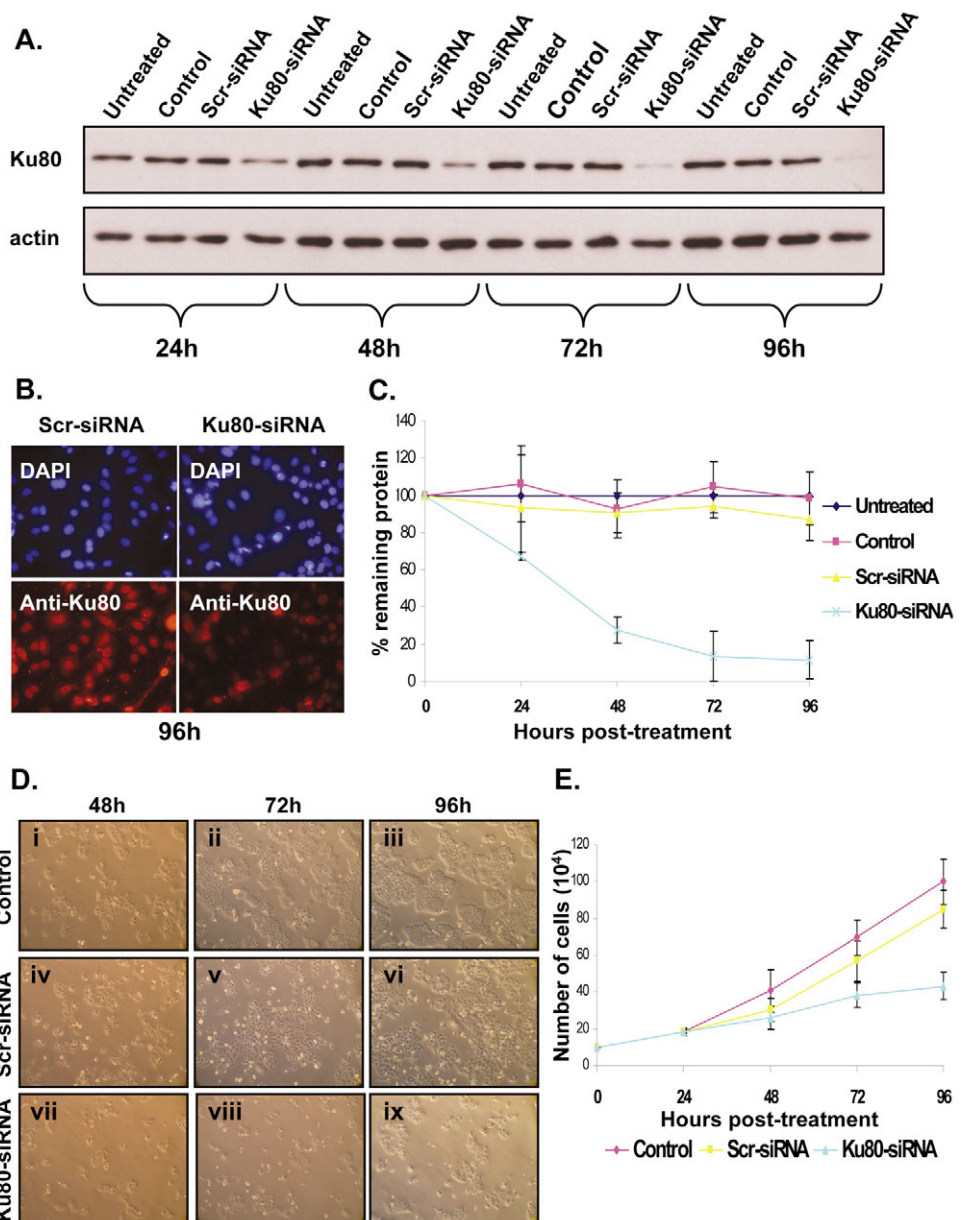 A.
Untreated Control Scr-siRNA Ku80-siRNA Untreated Control Scr-siRNA Ku80-siRNA Untreated Control Scr-siRNA Ku80-siRNA Untreated Control Scr-siRNA Ku80-siRNA
Ku80
actin
24h 48h 72h 96h
B.
Scr-siRNA Ku80-siRNA
DAPI DAPI
Anti-Ku80 Anti-Ku80
96h
C.
% remaining protein
140
120
100
80
60
40
20
0
0 24 48 72 96
Hours post-treatment
Untreated
Control
Scr-siRNA
Ku80-siRNA
D.
48h 72h 96h
Control
i ii iii
Scr-siRNA
iv v vi
Ku80-siRNA
vii viii ix
E.
Number of cells (10⁴)
120
100
80
60
40
20
0
0 24 48 72 96
Hours post-treatment
Control Scr-siRNA Ku80-siRNA